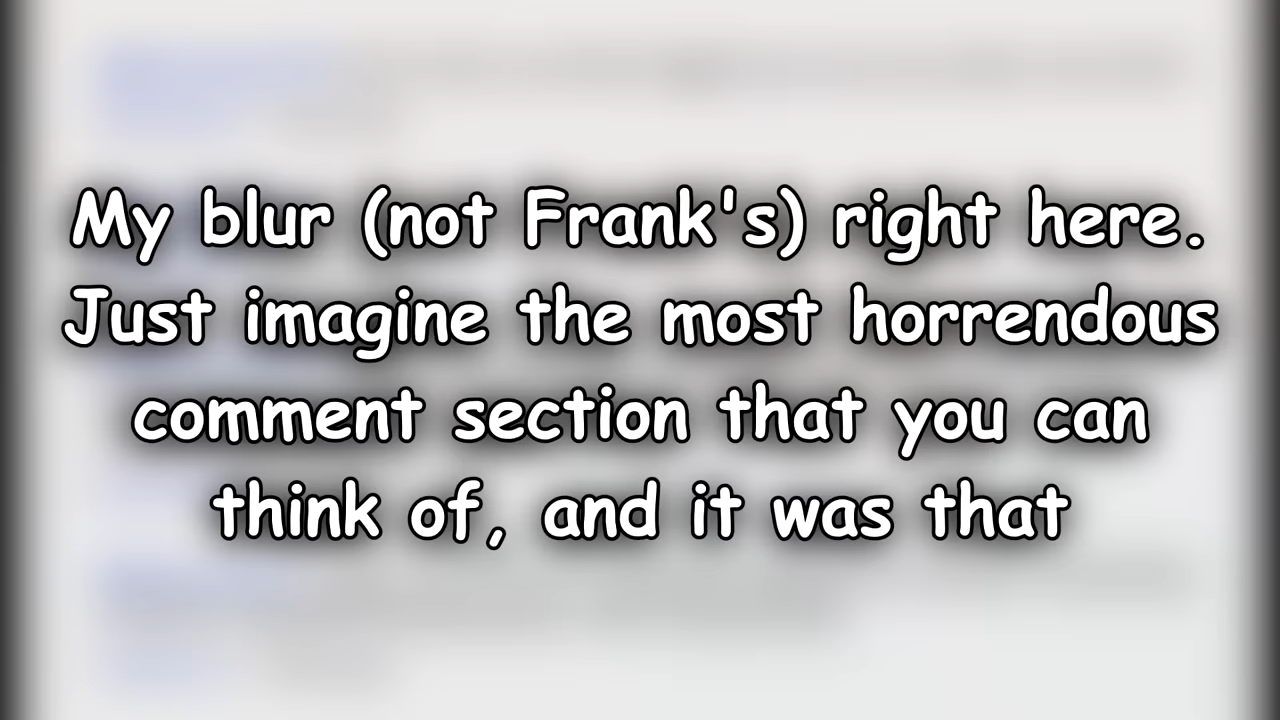 My blur (not Frank's) right here.
Just imagine the most horrendous
comment section that you can
think of, and it was that